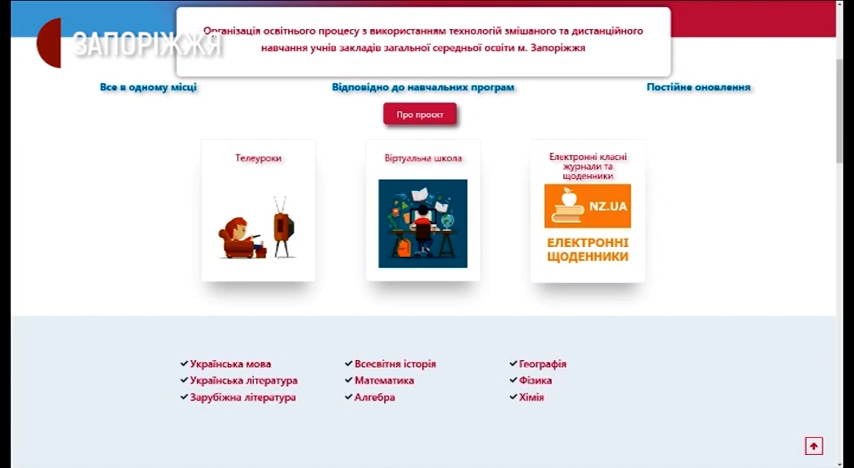 ЗАПОРІЖЖЯ
Організація освітнього процесу з використанням технологій змішаного та дистанційного
навчання учнів закладів загальної середньої освіти м. Запоріжжя
Все в одному місці
Відповідно до навчальних програм
Постійне оновлення
Про проєкт
Телеуроки
Віртуальна школа
Електронні класні
журнали та
щоденники
NZ.UA
ЕЛЕКТРОННІ
ЩОДЕННИКИ
Українська мова
Українська література
Зарубіжна література
Всесвітня історія
Математика
Алгебра
Географія
Фізика
Хімія